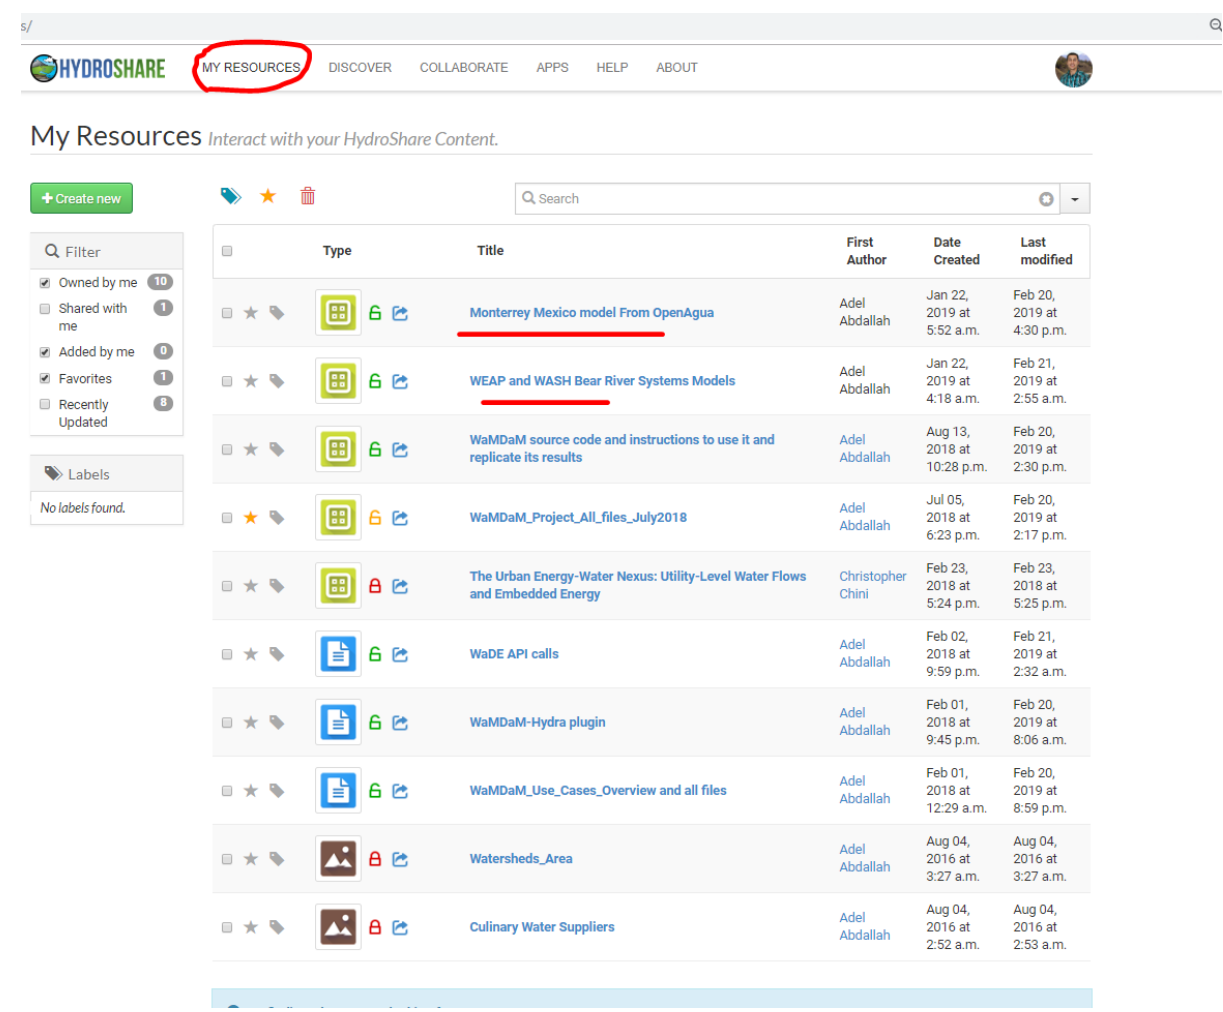 s/
HYDROSHARE MY RESOURCES DISCOVER COLLABORATE APPS HELP ABOUT
My Resources Interact with your HydroShare Content.
Create new
Search
Filter
Owned by me 10
Shared with me 1
Added by me 0
Favorites 1
Recently Updated 8
Labels
No labels found.
Type Title First Author Date Created Last modified
Monterrey Mexico model From OpenAgua Adel Abdallah Jan 22, 2019 at 5:52 a.m. Feb 20, 2019 at 4:30 p.m.
WEAP and WASH Bear River Systems Models Adel Abdallah Jan 22, 2019 at 4:18 a.m. Feb 21, 2019 at 2:55 a.m.
WaMDaM source code and instructions to use it and replicate its results Adel Abdallah Aug 13, 2018 at 10:28 p.m. Feb 20, 2019 at 2:30 p.m.
WaMDaM_Project_All_files_July2018 Adel Abdallah Jul 05, 2018 at 6:23 p.m. Feb 20, 2019 at 2:17 p.m.
The Urban Energy-Water Nexus: Utility-Level Water Flows and Embedded Energy Christopher Chini Feb 23, 2018 at 5:24 p.m. Feb 23, 2018 at 5:25 p.m.
WaDE API calls Adel Abdallah Feb 02, 2018 at 9:59 p.m. Feb 21, 2019 at 2:32 a.m.
WaMDaM-Hydra plugin Adel Abdallah Feb 01, 2018 at 9:45 p.m. Feb 20, 2019 at 8:06 a.m.
WaMDaM_Use_Cases_Overview and all files Adel Abdallah Feb 01, 2018 at 12:29 a.m. Feb 20, 2019 at 8:59 p.m.
Watersheds_Area Adel Abdallah Aug 04, 2016 at 3:27 a.m. Aug 04, 2016 at 3:27 a.m.
Culinary Water Suppliers Adel Abdallah Aug 04, 2016 at 2:52 a.m. Aug 04, 2016 at 2:53 a.m.